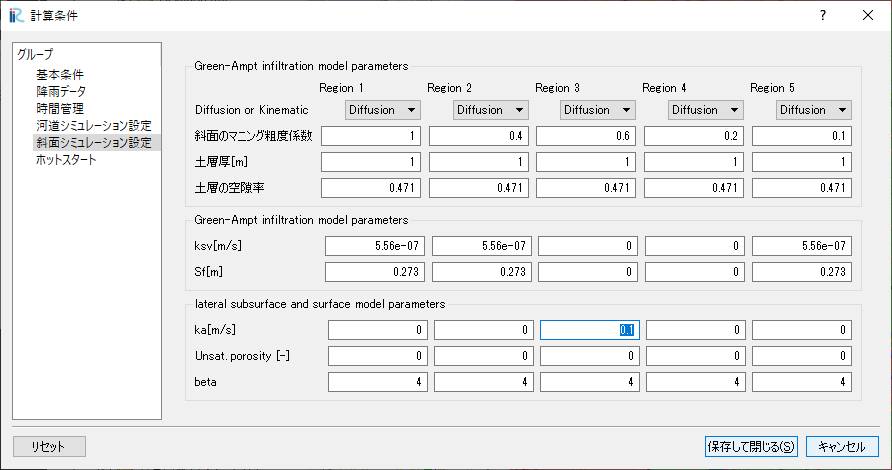 計算条件
グループ
基本条件
降雨データ
時間管理
河道シミュレーション設定
斜面シミュレーション設定
ホットスタート
Green-Ampt infiltration model parameters
Region 1 Region 2 Region 3 Region 4 Region 5
Diffusion or Kinematic Diffusion Diffusion Diffusion Diffusion Diffusion
斜面のマニング粗度係数 1 0.4 0.6 0.2 0.1
土層厚[m] 1 1 1 1 1
土層の空隙率 0.471 0.471 0.471 0.471 0.471
Green-Ampt infiltration model parameters
ksv[m/s] 5.56e-07 5.56e-07 0 0 5.56e-07
Sf[m] 0.273 0.273 0 0 0.273
lateral subsurface and surface model parameters
ka[m/s] 0 0 0.1 0 0
Unsat. porosity [-] 0 0 0 0 0
beta 4 4 4 4 4
リセット 保存して閉じる(S) キャンセル